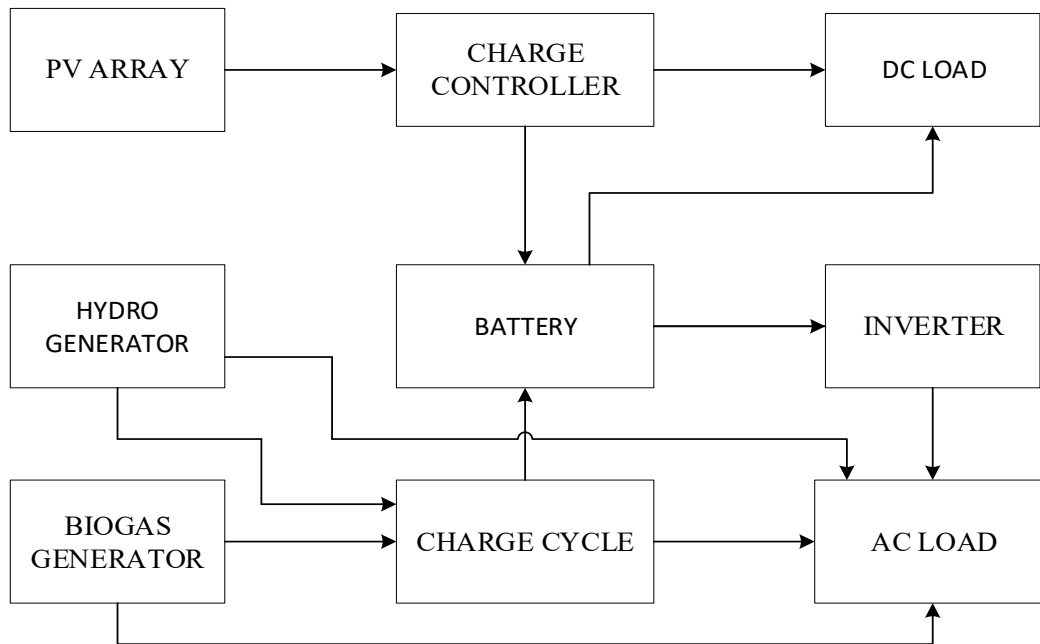 PV ARRAY
CHARGE
CONTROLLER
DC LOAD
HYDRO
GENERATOR
BATTERY
INVERTER
BIOGAS
GENERATOR
CHARGE CYCLE
AC LOAD